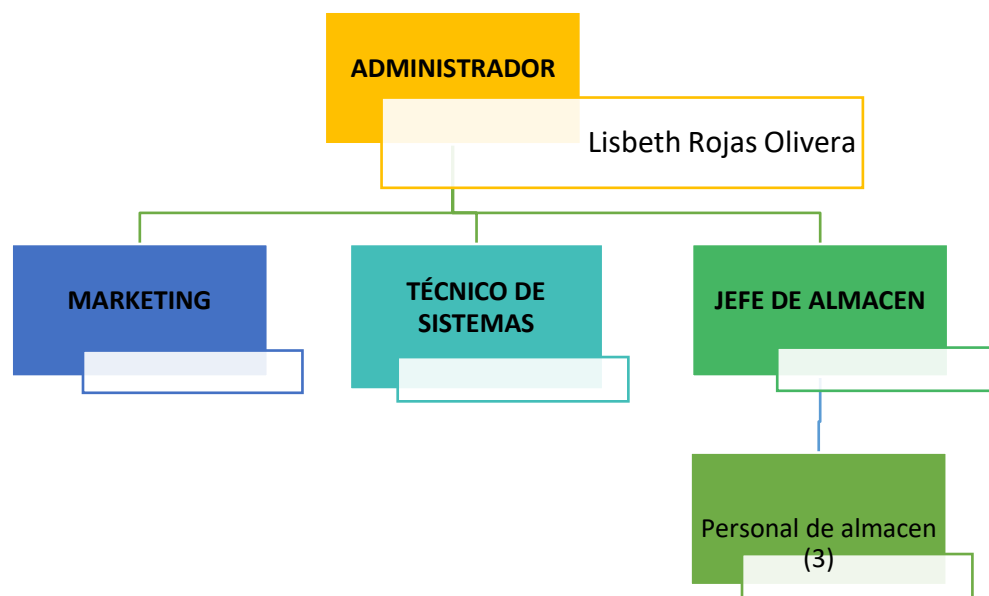 ADMINISTRADOR
Lisbeth Rojas Olivera
MARKETING
TÉCNICO DE
SISTEMAS
JEFE DE ALMACEN
Personal de almacen
(3)